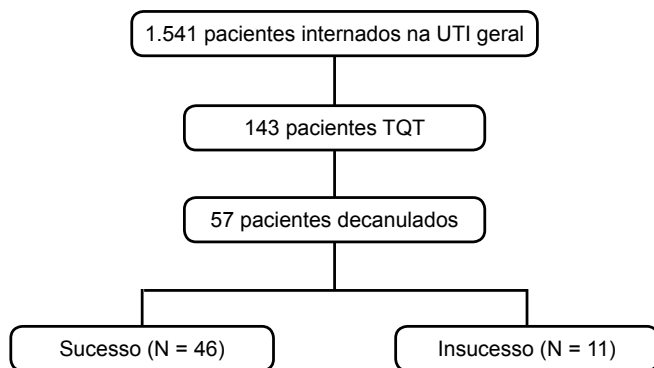 1.541 pacientes internados na UTI geral
143 pacientes TQT
57 pacientes decanulados
Sucesso (N = 46)
Insucesso (N = 11)